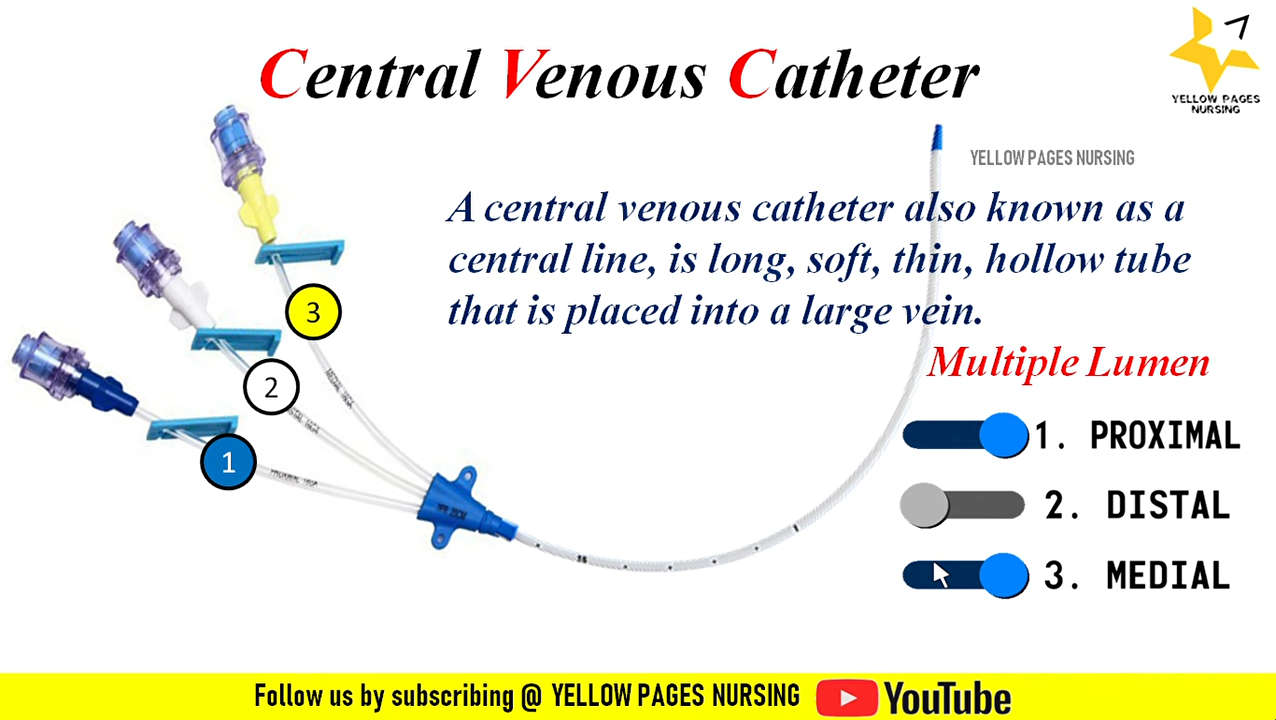 Central Venous Catheter
YELLOW PAGES
NURSING
YELLOW PAGES NURSING
A central venous catheter also known as a
central line, is long, soft, thin, hollow tube
that is placed into a large vein.
Multiple Lumen
3
2
1
1. PROXIMAL
2. DISTAL
3. MEDIAL
Follow us by subscribing @ YELLOW PAGES NURSING YouTube